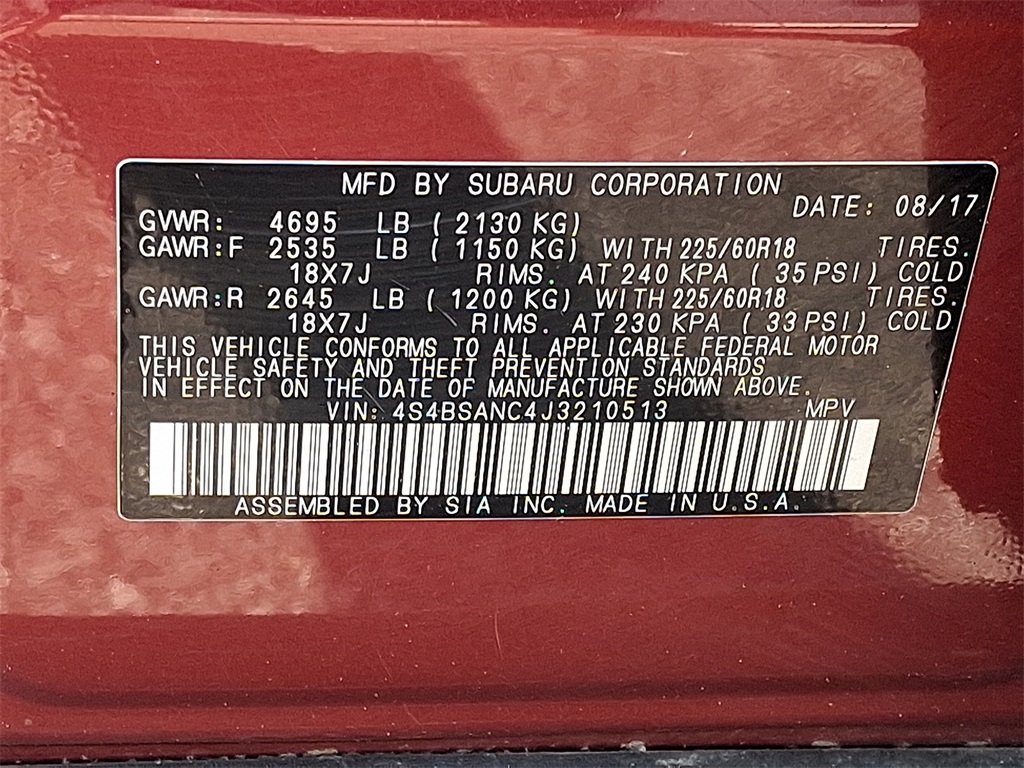 MFD BY SUBARU CORPORATION
DATE: 08/17
GVWR: 4695 LB (2130 KG)
GAWR:F 2535 LB (1150 KG) WITH 225/60R18 TIRES.
18X7J RIMS. AT 240 KPA (35 PSI) COLD
GAWR:R 2645 LB (1200 KG) WITH 225/60R18 TIRES.
18X7J RIMS. AT 230 KPA (33 PSI) COLD
THIS VEHICLE CONFORMS TO ALL APPLICABLE FEDERAL MOTOR
VEHICLE SAFETY AND THEFT PREVENTION STANDARDS
IN EFFECT ON THE DATE OF MANUFACTURE SHOWN ABOVE.
VIN: 4S4BSANC4J3210513 MPV
ASSEMBLED BY SIA INC. MADE IN U.S.A.